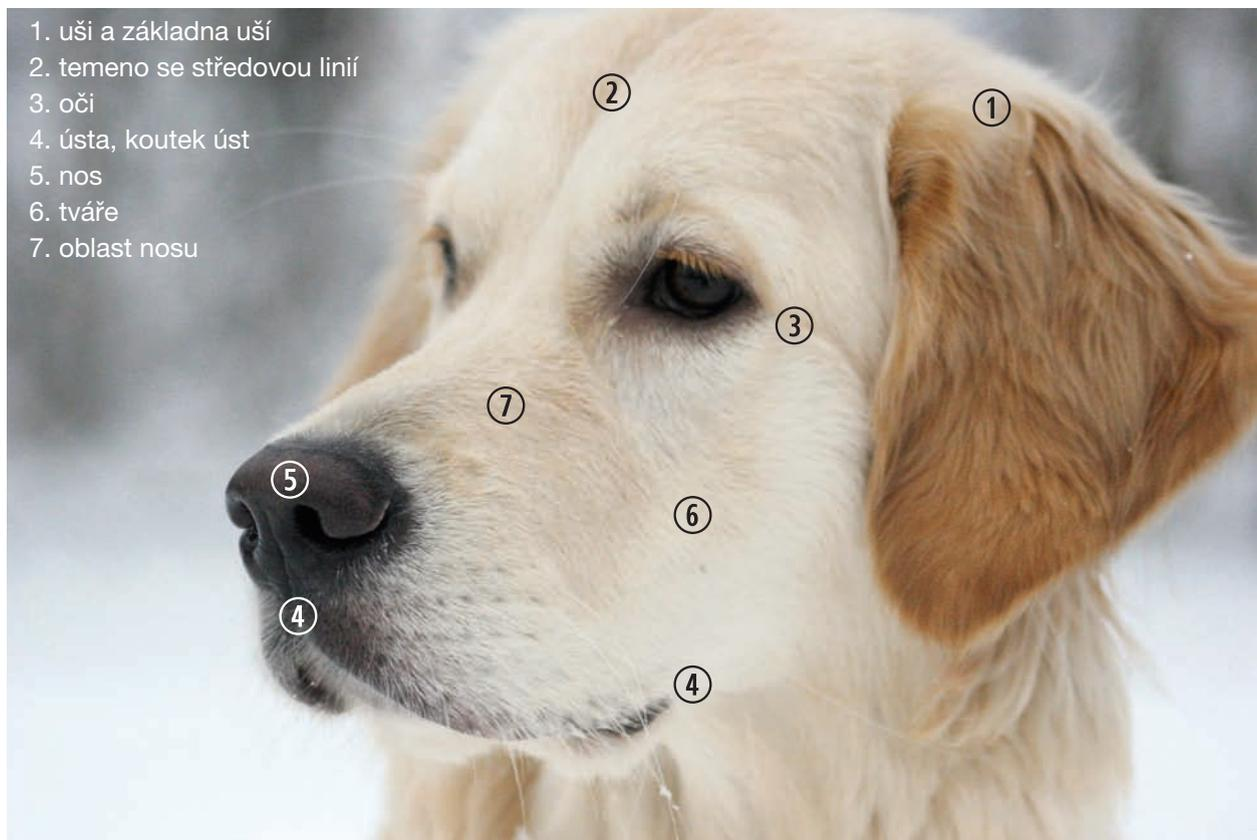 1. uši a základna uší
2. temeno se středovou linií
3. oči
4. ústa, koutek úst
5. nos
6. tváře
7. oblast nosu
2
1
3
7
5
6
4
4